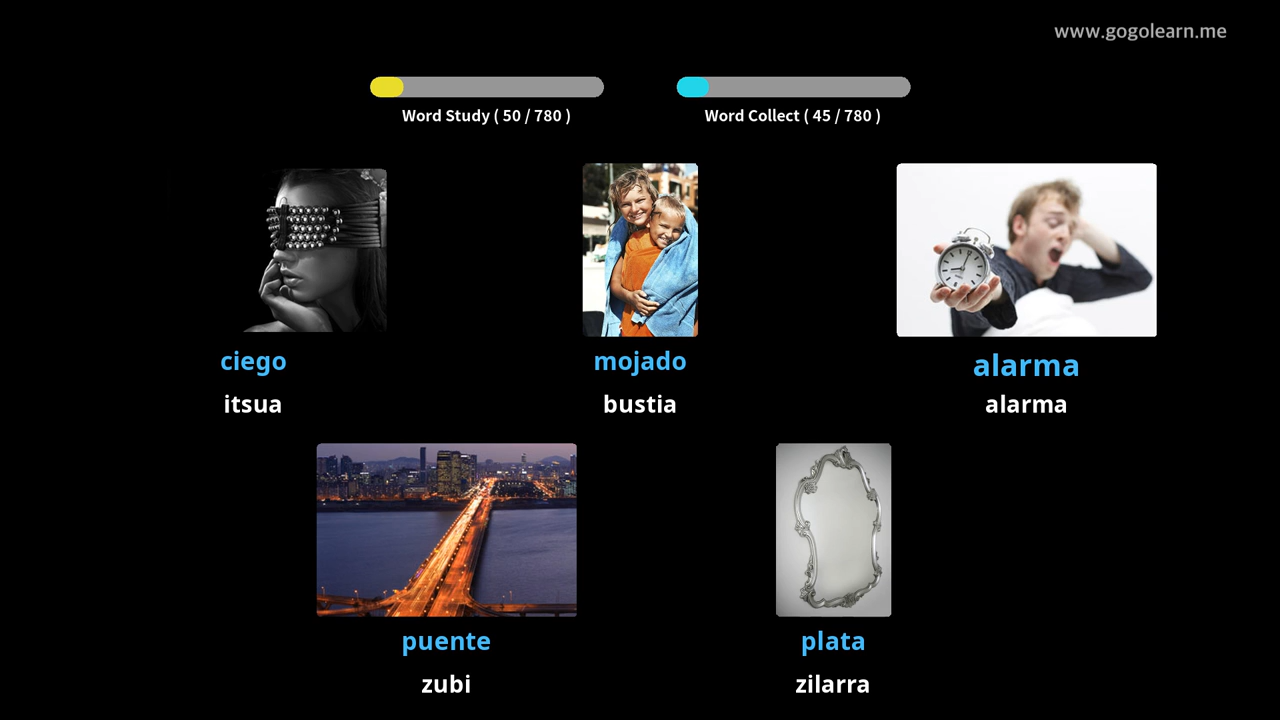 www.gogolearn.me
Word Study ( 50 / 780 )
Word Collect ( 45 / 780 )
ciego
itsua
mojado
bustia
alarma
alarma
puente
zubi
plata
zilarra